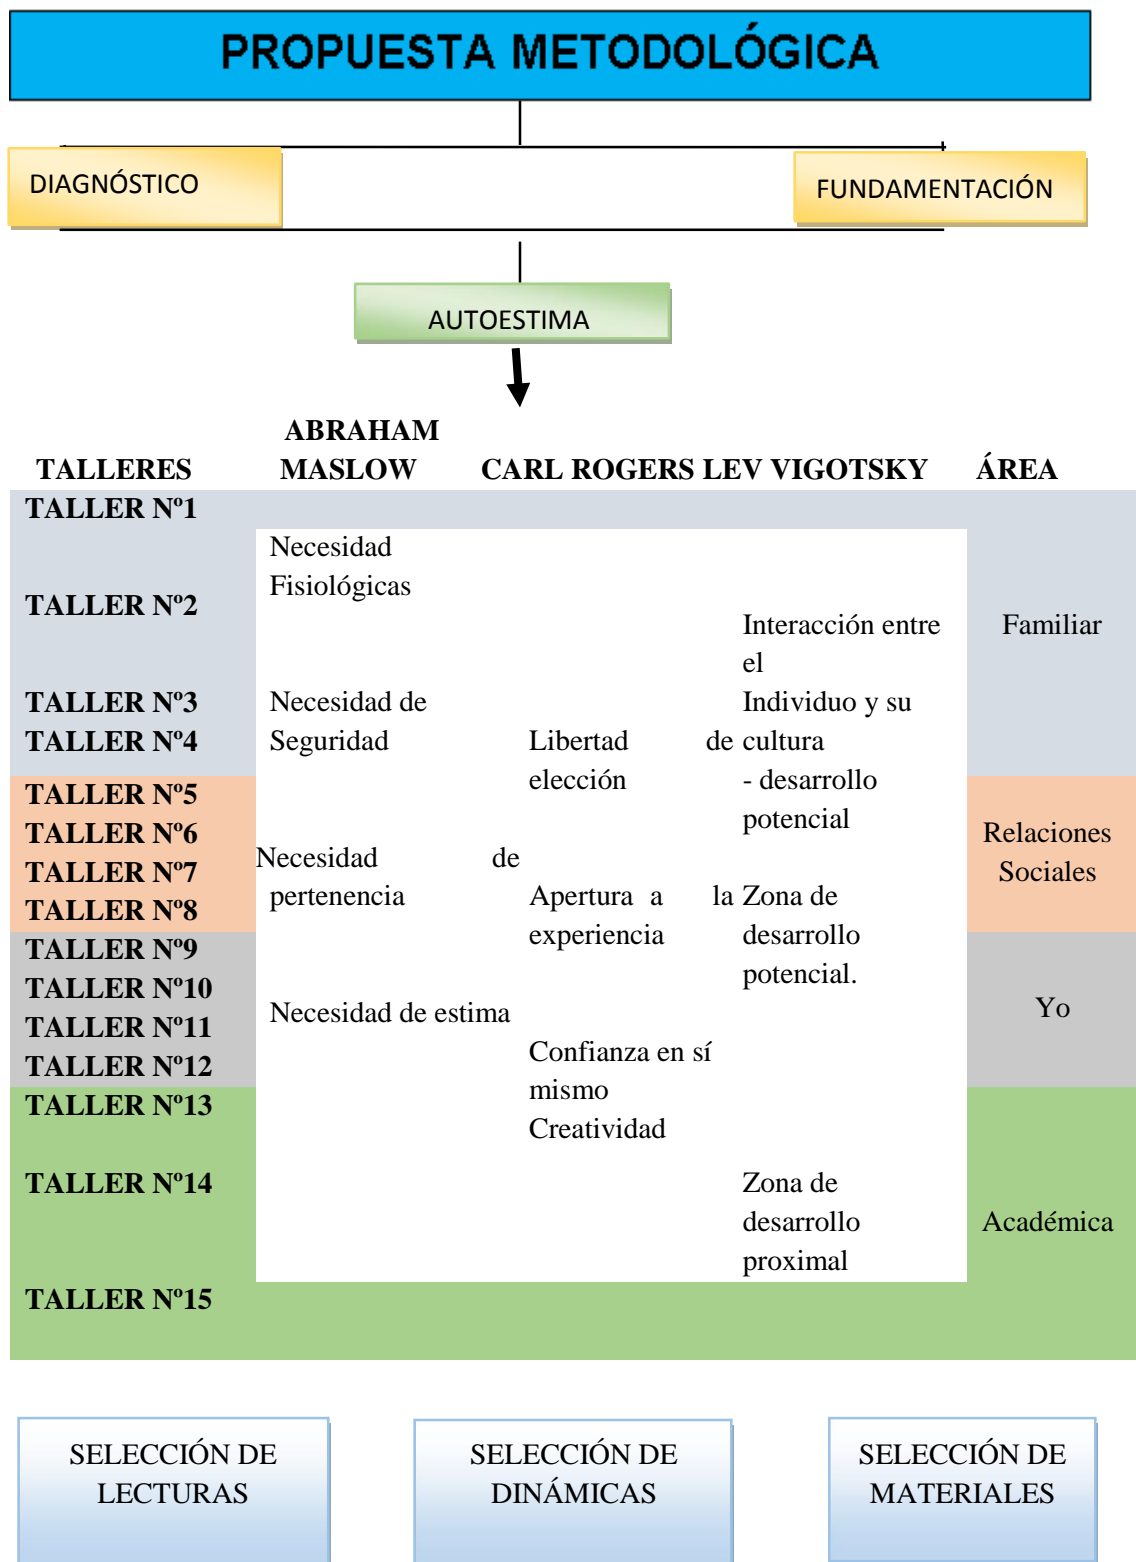 PROPUESTA METODOLÓGICA
DIAGNÓSTICO
FUNDAMENTACIÓN
AUTOESTIMA
TALLERES
ABRAHAM
MASLOW
CARL ROGERS
LEV VIGOTSKY
ÁREA
TALLER Nº1
TALLER Nº2
TALLER Nº3
TALLER Nº4
TALLER Nº5
TALLER Nº6
TALLER Nº7
TALLER Nº8
TALLER Nº9
TALLER Nº10
TALLER Nº11
TALLER Nº12
TALLER Nº13
TALLER Nº14
TALLER Nº15
Necesidad
Fisiológicas
Necesidad de
Seguridad
Necesidad de
pertenencia
Necesidad de estima
Libertad de
elección
Apertura a la
experiencia
Confianza en sí
mismo
Creatividad
Interacción entre
el
Individuo y su
cultura
- desarrollo
potencial
Zona de
desarrollo
potencial.
Zona de
desarrollo
proximal
Familiar
Relaciones
Sociales
Yo
Académica
SELECCIÓN DE
LECTURAS
SELECCIÓN DE
DINÁMICAS
SELECCIÓN DE
MATERIALES